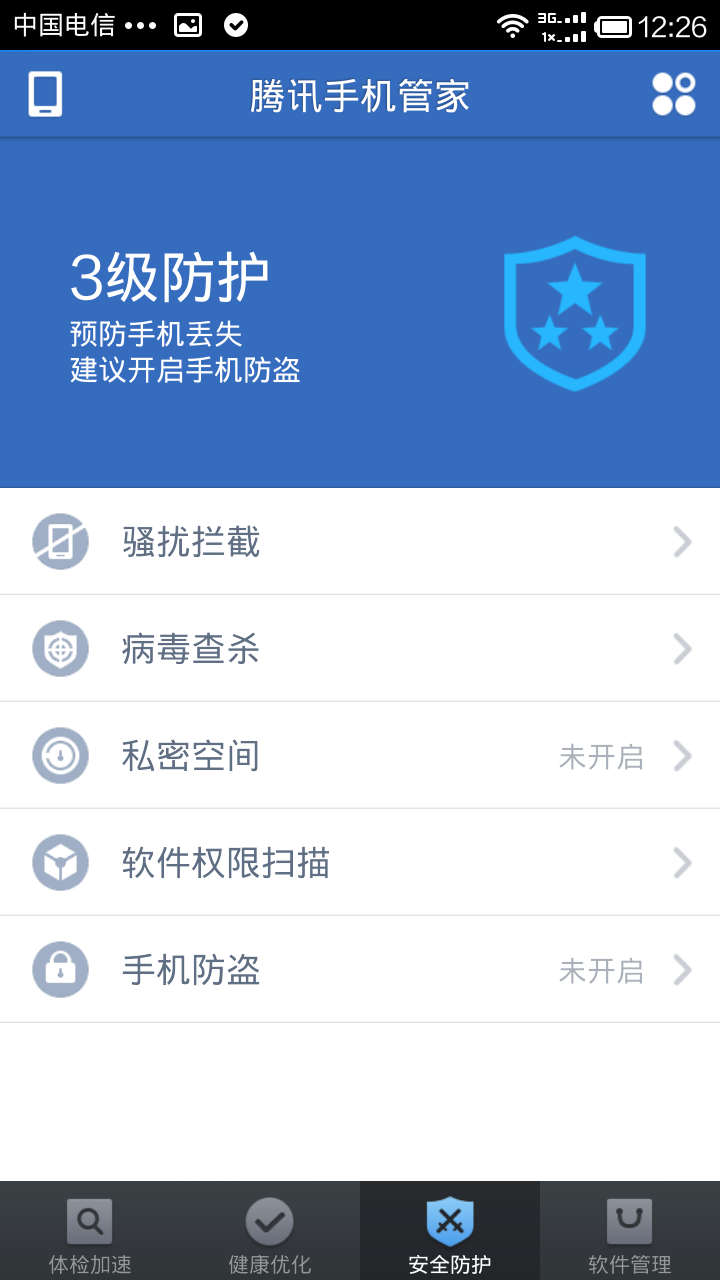 中国电信 ••• 3G 1× 12:26
腾讯手机管家
3级防护
预防手机丢失
建议开启手机防盗
骚扰拦截
病毒查杀
私密空间 未开启
软件权限扫描
手机防盗 未开启
体检加速 健康优化 安全防护 软件管理